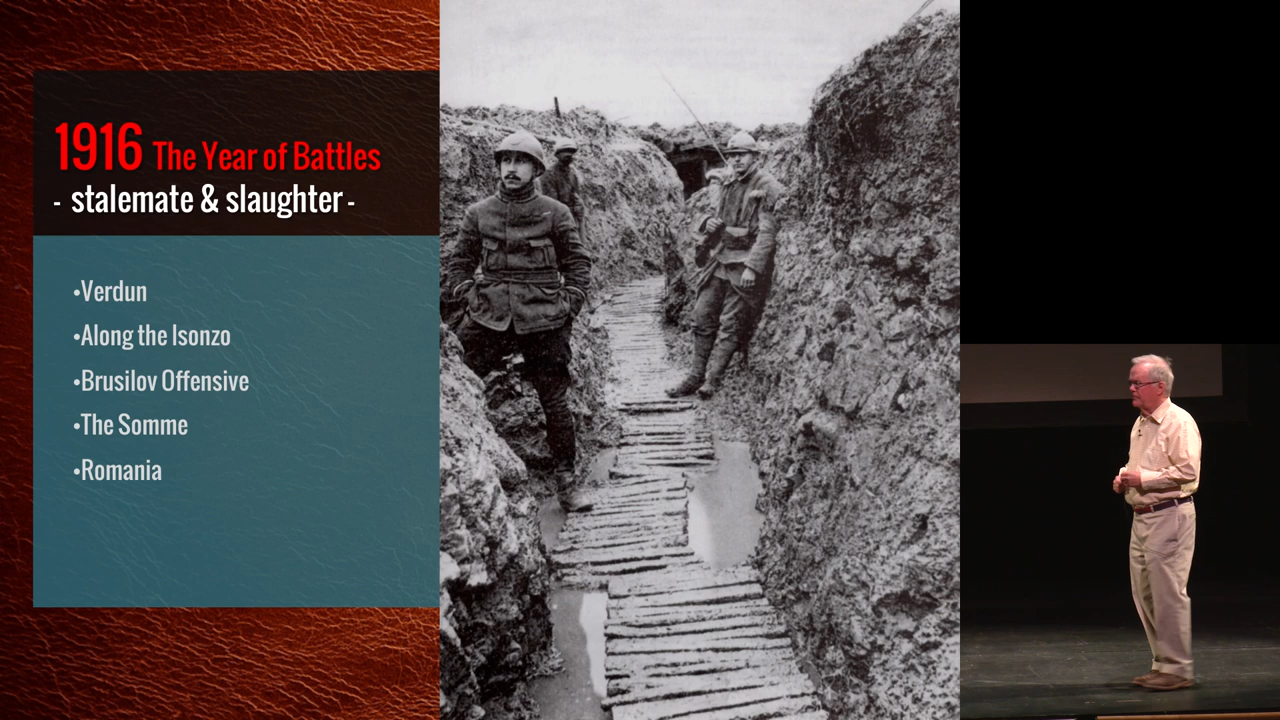 1916 The Year of Battles
- stalemate & slaughter -
•Verdun
•Along the Isonzo
•Brusilov Offensive
•The Somme
•Romania